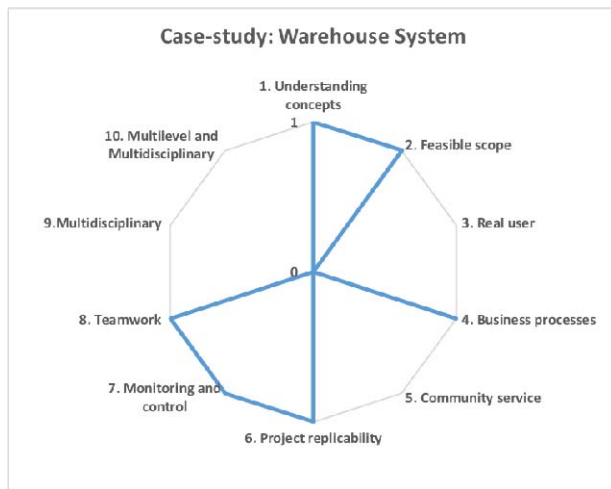 Case-study: Warehouse System
1. Understanding
concepts
1
10. Multilevel and
Multidisciplinary
2. Feasible scope
9.Multidisciplinary
3. Real user
0
8. Teamwork
4. Business processes
7. Monitoring and
control
5. Community service
6. Project replicability